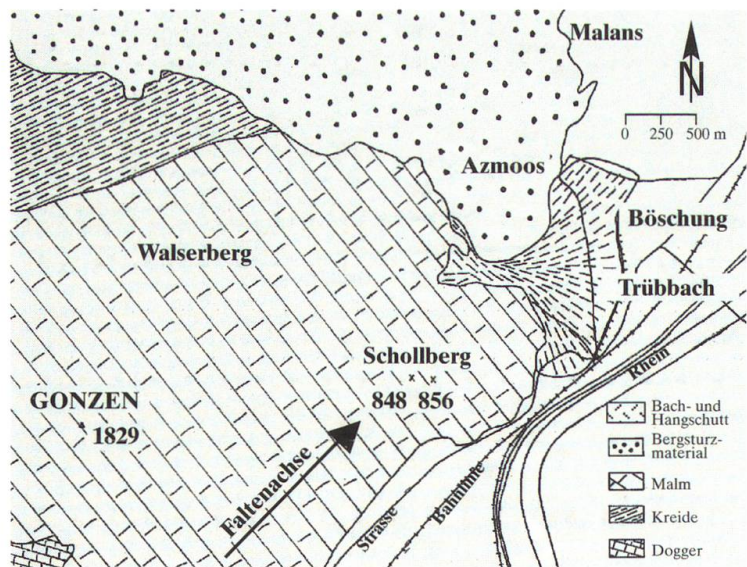 Malans
N
0 250 500 m
Azmoos
Böschung
Walserberg
Trübbach
Schollberg
848 856
Rhein
GONZEN
1829
Faltenachse
Strasse
Bahnlinie
Bach- und
Hangschutt
Bergsturz-
material
Malm
Kreide
Dogger